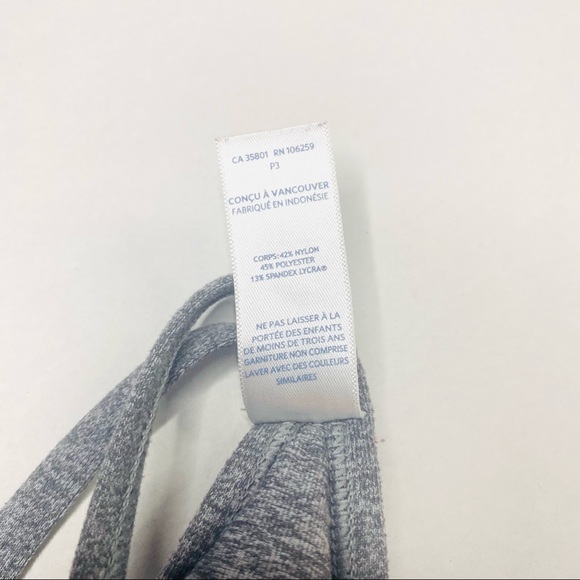 CA 35801 RN 106259
P3
CONÇU À VANCOUVER
FABRIQUÉ EN INDONÉSIE
CORPS: 42% NYLON
45% POLYESTER
13% SPANDEX LYCRA®
NE PAS LAISSER À LA
PORTÉE DES ENFANTS
DE MOINS DE TROIS ANS
GARNITURE NON COMPRISE
LAVER AVEC DES COULEURS
SIMILAIRES